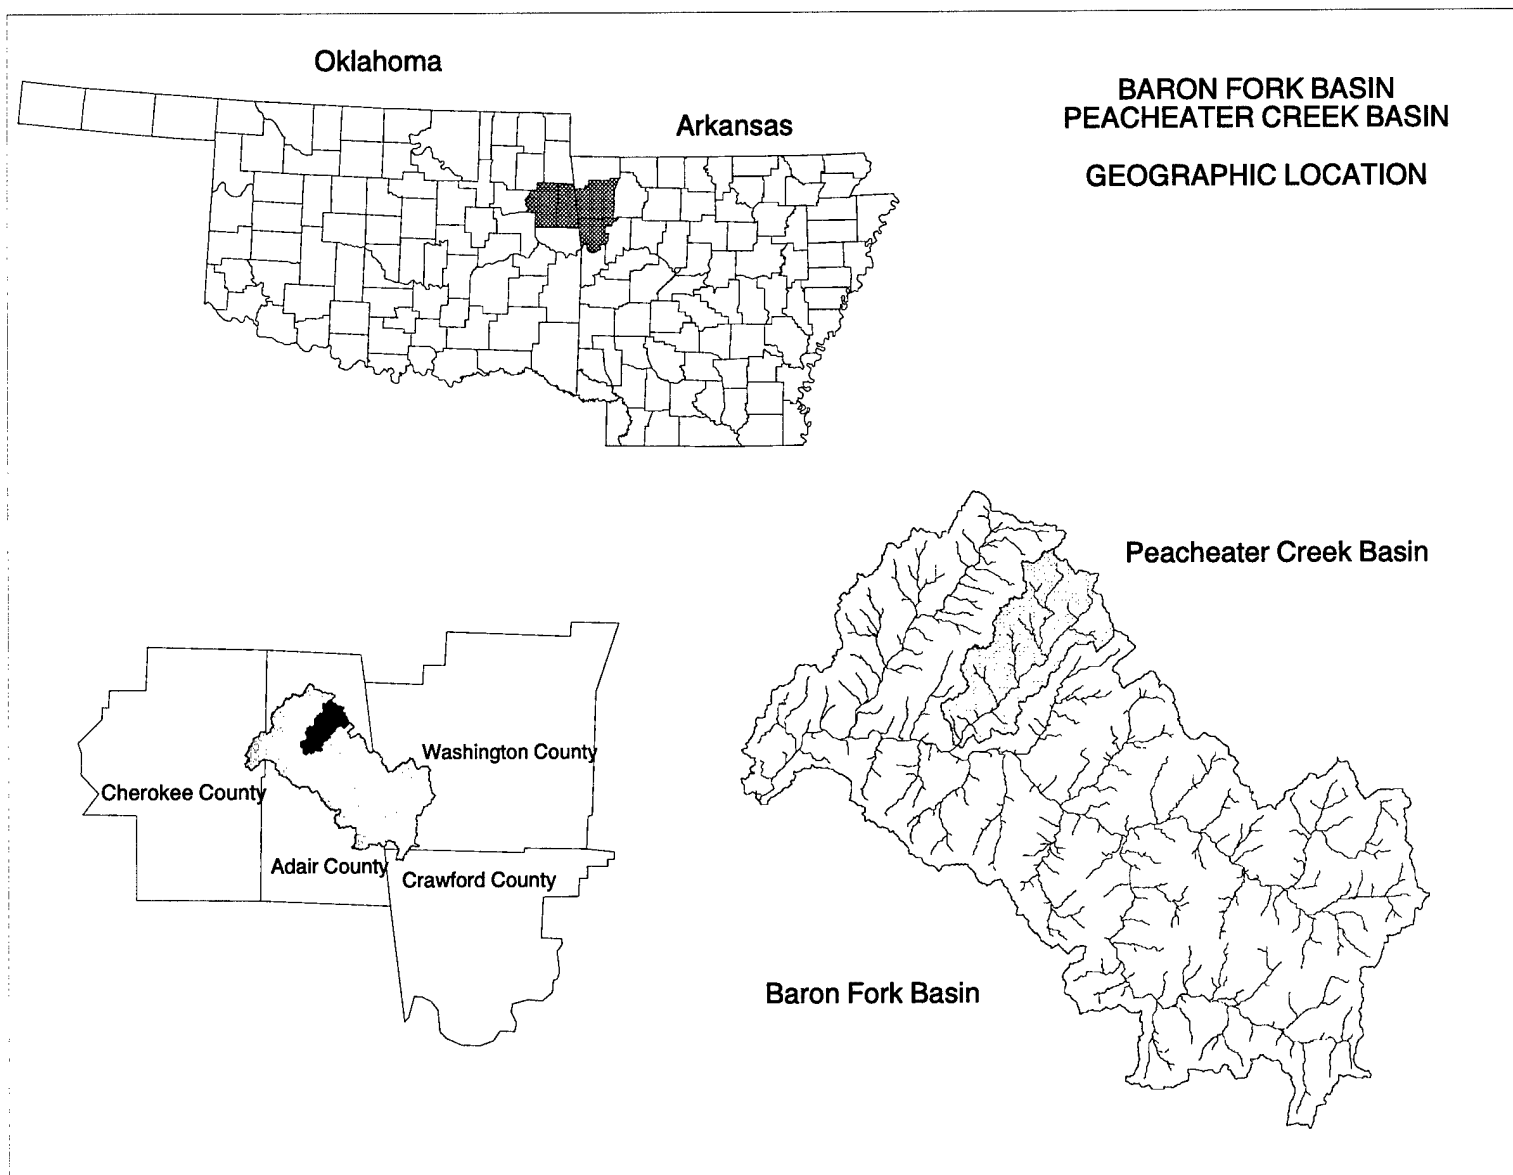 Oklahoma
Arkansas
BARON FORK BASIN
PEACHEATER CREEK BASIN
GEOGRAPHIC LOCATION
Peacheater Creek Basin
Washington County
Cherokee County
Adair County
Crawford County
Baron Fork Basin